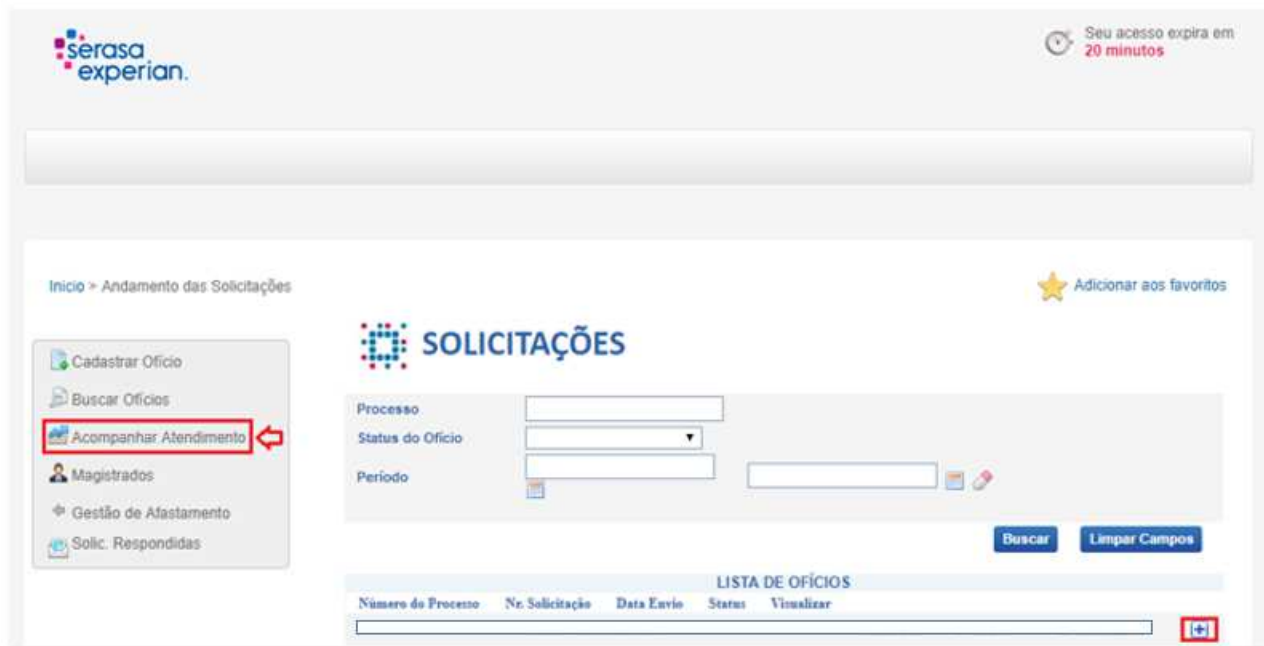 serasa
experian.
Seu acesso expira em
20 minutos
Inicio > Andamento das Solicitações
Adicionar aos favoritos
Cadastrar Ofício
Buscar Ofícios
Acompanhar Atendimento
Magistrados
Gestão de Afastamento
Solic. Respondidas
SOLICITAÇÕES
Processo
Status do Ofício
Período
Buscar Limpar Campos
LISTA DE OFÍCIOS
Número do Processo Nr. Solicitação Data Envio Status Visualizar
[+]